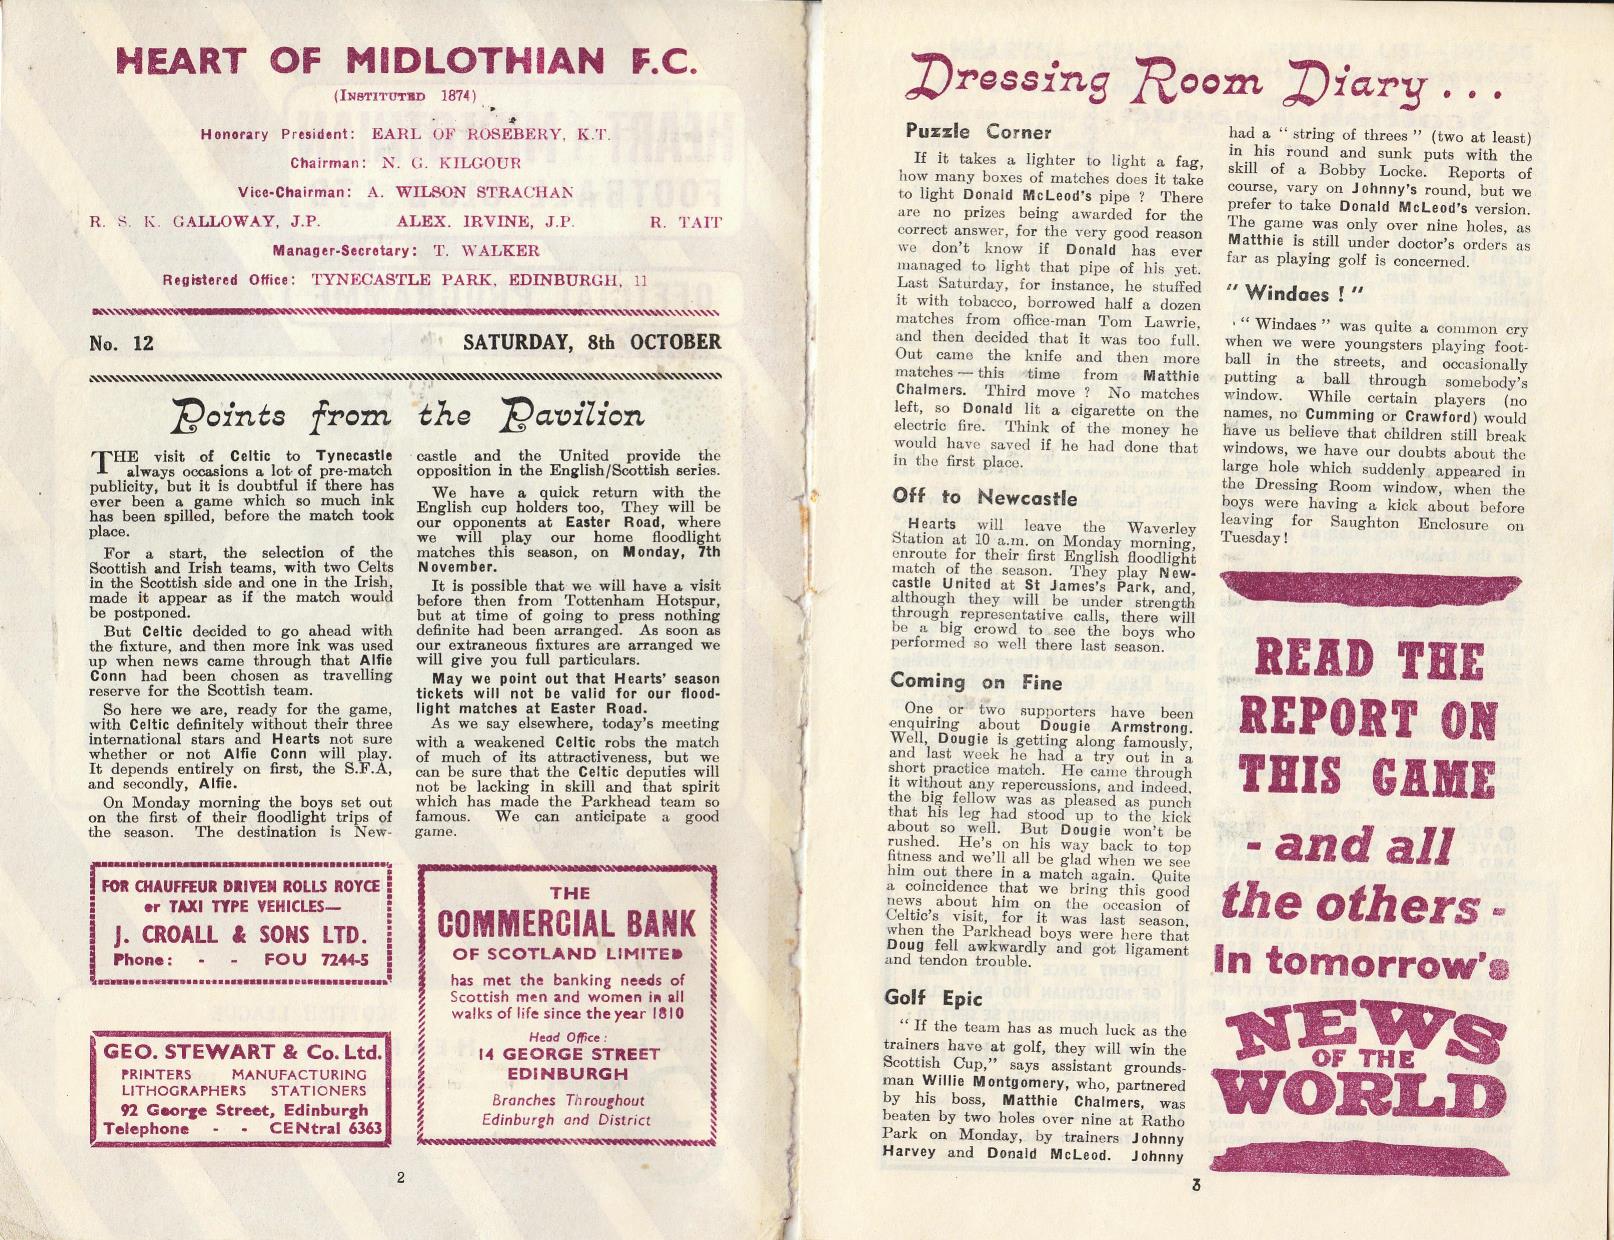 HEART OF MIDLOTHIAN F.C.
(INSTITUTED 1874)
Honorary President: EARL OF ROSEBERY, K.T.
Chairman: N. G. KILGOUR
Vice-Chairman: A. WILSON STRACHAN
R. S. K. GALLOWAY, J.P. ALEX. IRVINE, J.P. R. TAIT
Manager-Secretary: T. WALKER
Registered Office: TYNECASTLE PARK, EDINBURGH, 11
No. 12 SATURDAY, 8th OCTOBER
Points from the Pavilion
THE visit of Celtic to Tynecastle
always occasions a lot of pre-match
publicity, but it is doubtful if there has
ever been a game which so much ink
has been spilled, before the match took
place.
For a start, the selection of the
Scottish and Irish teams, with two Celts
in the Scottish side and one in the Irish,
made it appear as if the match would
be postponed.
But Celtic decided to go ahead with
the fixture, and then more ink was used
up when news came through that Alfie
Conn had been chosen as travelling
reserve for the Scottish team.
So here we are, ready for the game,
with Celtic definitely without their three
international stars and Hearts not sure
whether or not Alfie Conn will play.
It depends entirely on first, the S.F.A,
and secondly, Alfie.
On Monday morning the boys set out
on the first of their floodlight trips of
the season. The destination is New-
castle and the United provide the
opposition in the English/Scottish series.
We have a quick return with the
English cup holders too, They will be
our opponents at Easter Road, where
we will play our home floodlight
matches this season, on Monday, 7th
November.
It is possible that we will have a visit
before then from Tottenham Hotspur,
but at time of going to press nothing
definite had been arranged. As soon as
our extraneous fixtures are arranged we
will give you full particulars.
May we point out that Hearts' season
tickets will not be valid for our flood-
light matches at Easter Road.
As we say elsewhere, today's meeting
with a weakened Celtic robs the match
of much of its attractiveness, but we
can be sure that the Celtic deputies will
not be lacking in skill and that spirit
which has made the Parkhead team so
famous. We can anticipate a good
game.
FOR CHAUFFEUR DRIVEN ROLLS ROYCE
or TAXI TYPE VEHICLES—
J. CROALL & SONS LTD.
Phone: - - FOU 7244-5
GEO. STEWART & Co. Ltd.
PRINTERS MANUFACTURING
LITHOGRAPHERS STATIONERS
92 George Street, Edinburgh
Telephone - - CENtral 6363
THE
COMMERCIAL BANK
OF SCOTLAND LIMITED
has met the banking needs of
Scottish men and women in all
walks of life since the year 1810
Head Office:
14 GEORGE STREET
EDINBURGH
Branches Throughout
Edinburgh and District
2
Dressing Room Diary . . .
Puzzle Corner
If it takes a lighter to light a fag,
how many boxes of matches does it take
to light Donald McLeod's pipe ? There
are no prizes being awarded for the
correct answer, for the very good reason
we don't know if Donald has ever
managed to light that pipe of his yet.
Last Saturday, for instance, he stuffed
it with tobacco, borrowed half a dozen
matches from office-man Tom Lawrie,
and then decided that it was too full.
Out came the knife and then more
matches — this time from Matthie
Chalmers. Third move ? No matches
left, so Donald lit a cigarette on the
electric fire. Think of the money he
would have saved if he had done that
in the first place.
Off to Newcastle
Hearts will leave the Waverley
Station at 10 a.m. on Monday morning,
enroute for their first English floodlight
match of the season. They play New-
castle United at St James's Park, and,
although they will be under strength
through representative calls, there will
be a big crowd to see the boys who
performed so well there last season.
Coming on Fine
One or two supporters have been
enquiring about Dougie Armstrong.
Well, Dougie is getting along famously,
and last week he had a try out in a
short practice match. He came through
it without any repercussions, and indeed,
the big fellow was as pleased as punch
that his leg had stood up to the kick
about so well. But Dougie won't be
rushed. He's on his way back to top
fitness and we'll all be glad when we see
him out there in a match again. Quite
a coincidence that we bring this good
news about him on the occasion of
Celtic's visit, for it was last season,
when the Parkhead boys were here that
Doug fell awkwardly and got ligament
and tendon trouble.
Golf Epic
" If the team has as much luck as the
trainers have at golf, they will win the
Scottish Cup," says assistant grounds-
man Willie Montgomery, who, partnered
by his boss, Matthie Chalmers, was
beaten by two holes over nine at Ratho
Park on Monday, by trainers Johnny
Harvey and Donald McLeod. Johnny
had a " string of threes " (two at least)
in his round and sunk puts with the
skill of a Bobby Locke. Reports of
course, vary on Johnny's round, but we
prefer to take Donald McLeod's version.
The game was only over nine holes, as
Matthie is still under doctor's orders as
far as playing golf is concerned.
" Windaes ! "
" Windaes " was quite a common cry
when we were youngsters playing foot-
ball in the streets, and occasionally
putting a ball through somebody's
window. While certain players (no
names, no Cumming or Crawford) would
have us believe that children still break
windows, we have our doubts about the
large hole which suddenly appeared in
the Dressing Room window, when the
boys were having a kick about before
leaving for Saughton Enclosure on
Tuesday!
READ THE
REPORT ON
THIS GAME
- and all
the others -
In tomorrow's
NEWS
OF THE
WORLD
3